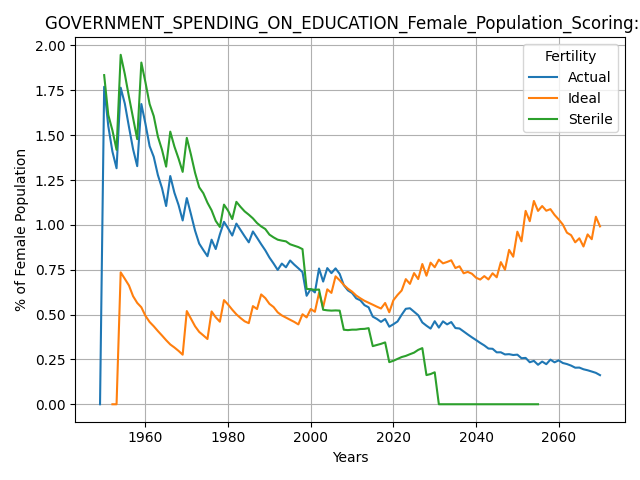 GOVERNMENT_SPENDING_ON_EDUCATION_Female_Population_Scoring:
2.00
1.75
1.50
1.25
1.00
0.75
0.50
0.25
0.00
% of Female Population
Fertility
Actual
Ideal
Sterile
1960
1980
2000
2020
2040
2060
Years